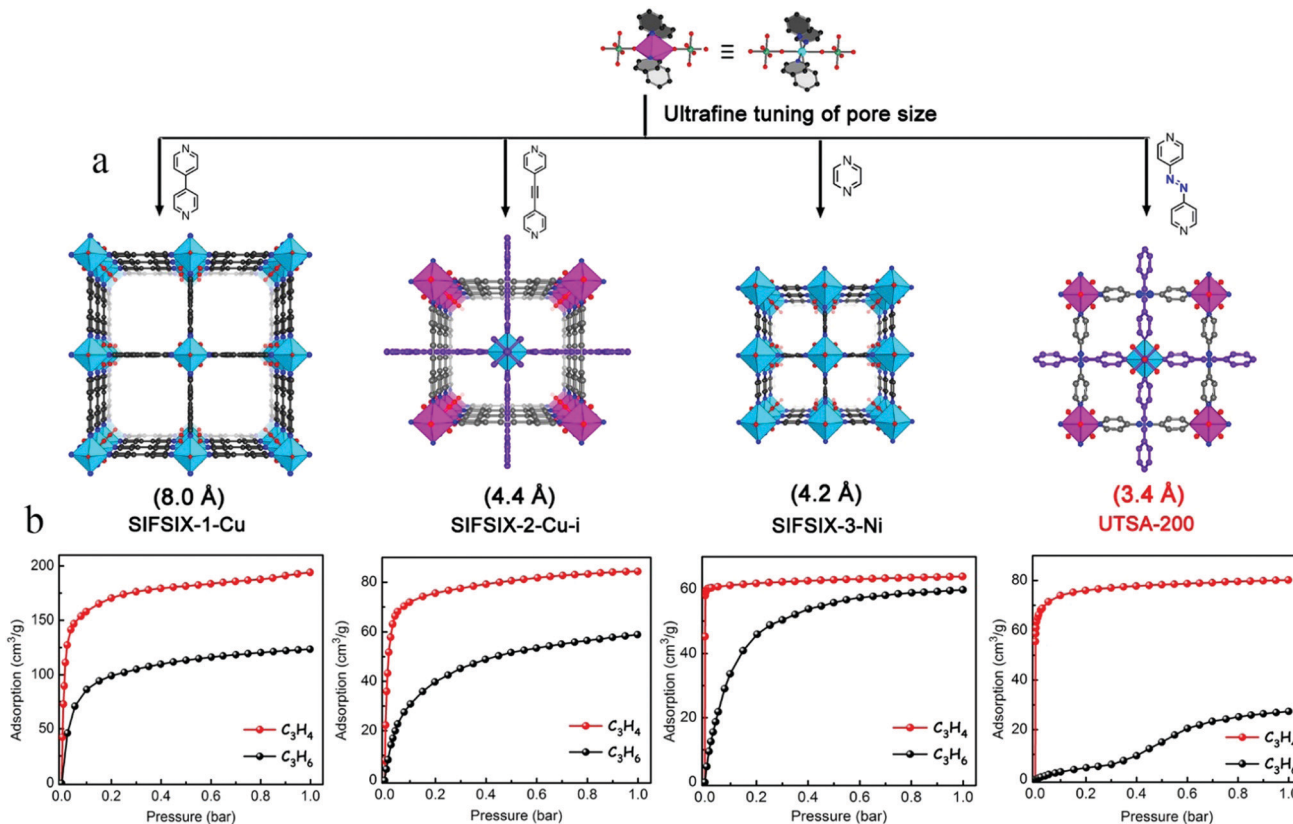 ≡
Ultrafine tuning of pore size
a
N
N
N
N
N
N
N
N
N
N
(8.0 Å)
(4.4 Å)
(4.2 Å)
(3.4 Å)
SIFSIX-1-Cu
SIFSIX-2-Cu-i
SIFSIX-3-Ni
UTSA-200
b
Adsorption (cm³/g)
200
150
100
50
0
0.0 0.2 0.4 0.6 0.8 1.0
Pressure (bar)
C₃H₄
C₃H₆
Adsorption (cm³/g)
80
60
40
20
0
0.0 0.2 0.4 0.6 0.8 1.0
Pressure (bar)
C₃H₄
C₃H₆
Adsorption (cm³/g)
60
40
20
0
0.0 0.2 0.4 0.6 0.8 1.0
Pressure (bar)
C₃H₄
C₃H₆
Adsorption (cm³/g)
80
60
40
20
0
0.0 0.2 0.4 0.6 0.8 1.0
Pressure (bar)
C₃H
C₃H